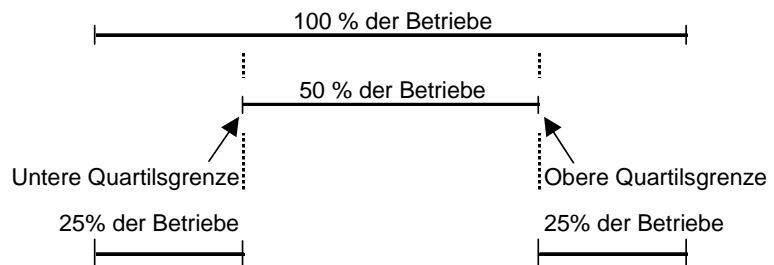 100 % der Betriebe
50 % der Betriebe
Untere Quartilsgrenze
Obere Quartilsgrenze
25% der Betriebe
25% der Betriebe